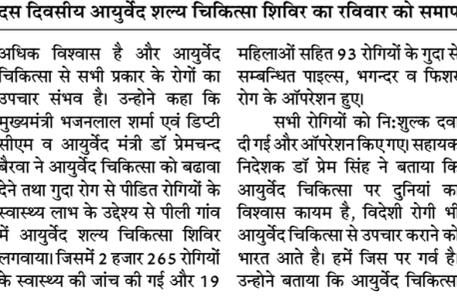 दस दिवसीय आयुर्वेद शल्य चिकित्सा शिविर का रविवार को समाप
अधिक विश्वास है और आयुर्वेद
चिकित्सा से सभी प्रकार के रोगों का
उपचार संभव है। उन्होने कहा कि
मुख्यमंत्री भजनलाल शर्मा एवं डिप्टी
सीएम व आयुर्वेद मंत्री डॉ प्रेमचन्द
बैरवा ने आयुर्वेद चिकित्सा को बढावा
देने तथा गुदा रोग से पीडित रोगियों के
स्वास्थ्य लाभ के उद्देश्य से पीली गांव
में आयुर्वेद शल्य चिकित्सा शिविर
लगवाया। जिसमें 2 हजार 265 रोगियों
के स्वास्थ्य की जांच की गई और 19
महिलाओं सहित 93 रोगियों के गुदा से
सम्बन्धित पाइल्स, भगन्दर व फिशर
रोग के ऑपरेशन हुए।
सभी रोगियों को नि:शुल्क दवा
दी गई और ऑपरेशन किए गए। सहायक
निदेशक डॉ प्रेम सिंह ने बताया कि
आयुर्वेद चिकित्सा पर दुनियां का
विश्वास कायम है, विदेशी रोगी भी
आयुर्वेद चिकित्सा से उपचार कराने को
भारत आते है। हमें जिस पर गर्व है।
उन्होने बताया कि आयुर्वेद चिकित्सा